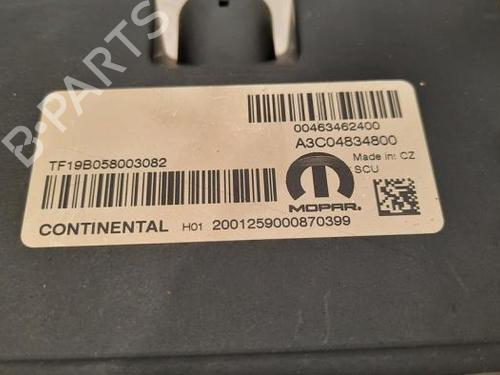 00463462400
A3C04834800
TF19B058003082
Made in: CZ
SCU
MOPAR.
CONTINENTAL H01 2001259000870399
B-PARTS